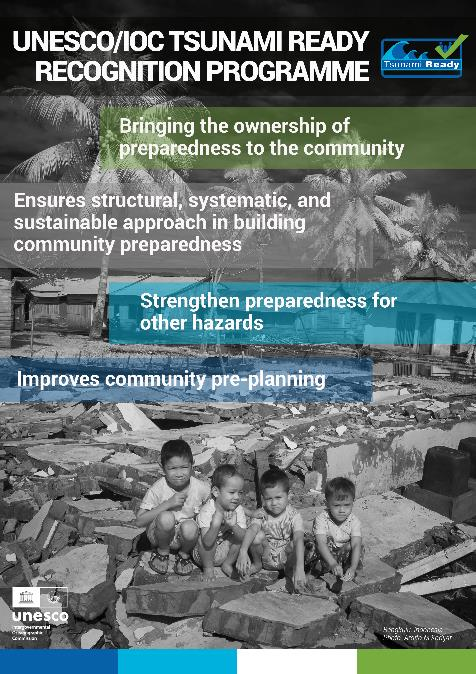 UNESCO/IOC TSUNAMI READY
RECOGNITION PROGRAMME
Tsunami Ready
Bringing the ownership of
preparedness to the community
Ensures structural, systematic, and
sustainable approach in building
community preparedness
Strengthen preparedness for
other hazards
Improves community pre-planning
unesco
Intergovernmental
Oceanographic
Commission
Indonesia
Photo: